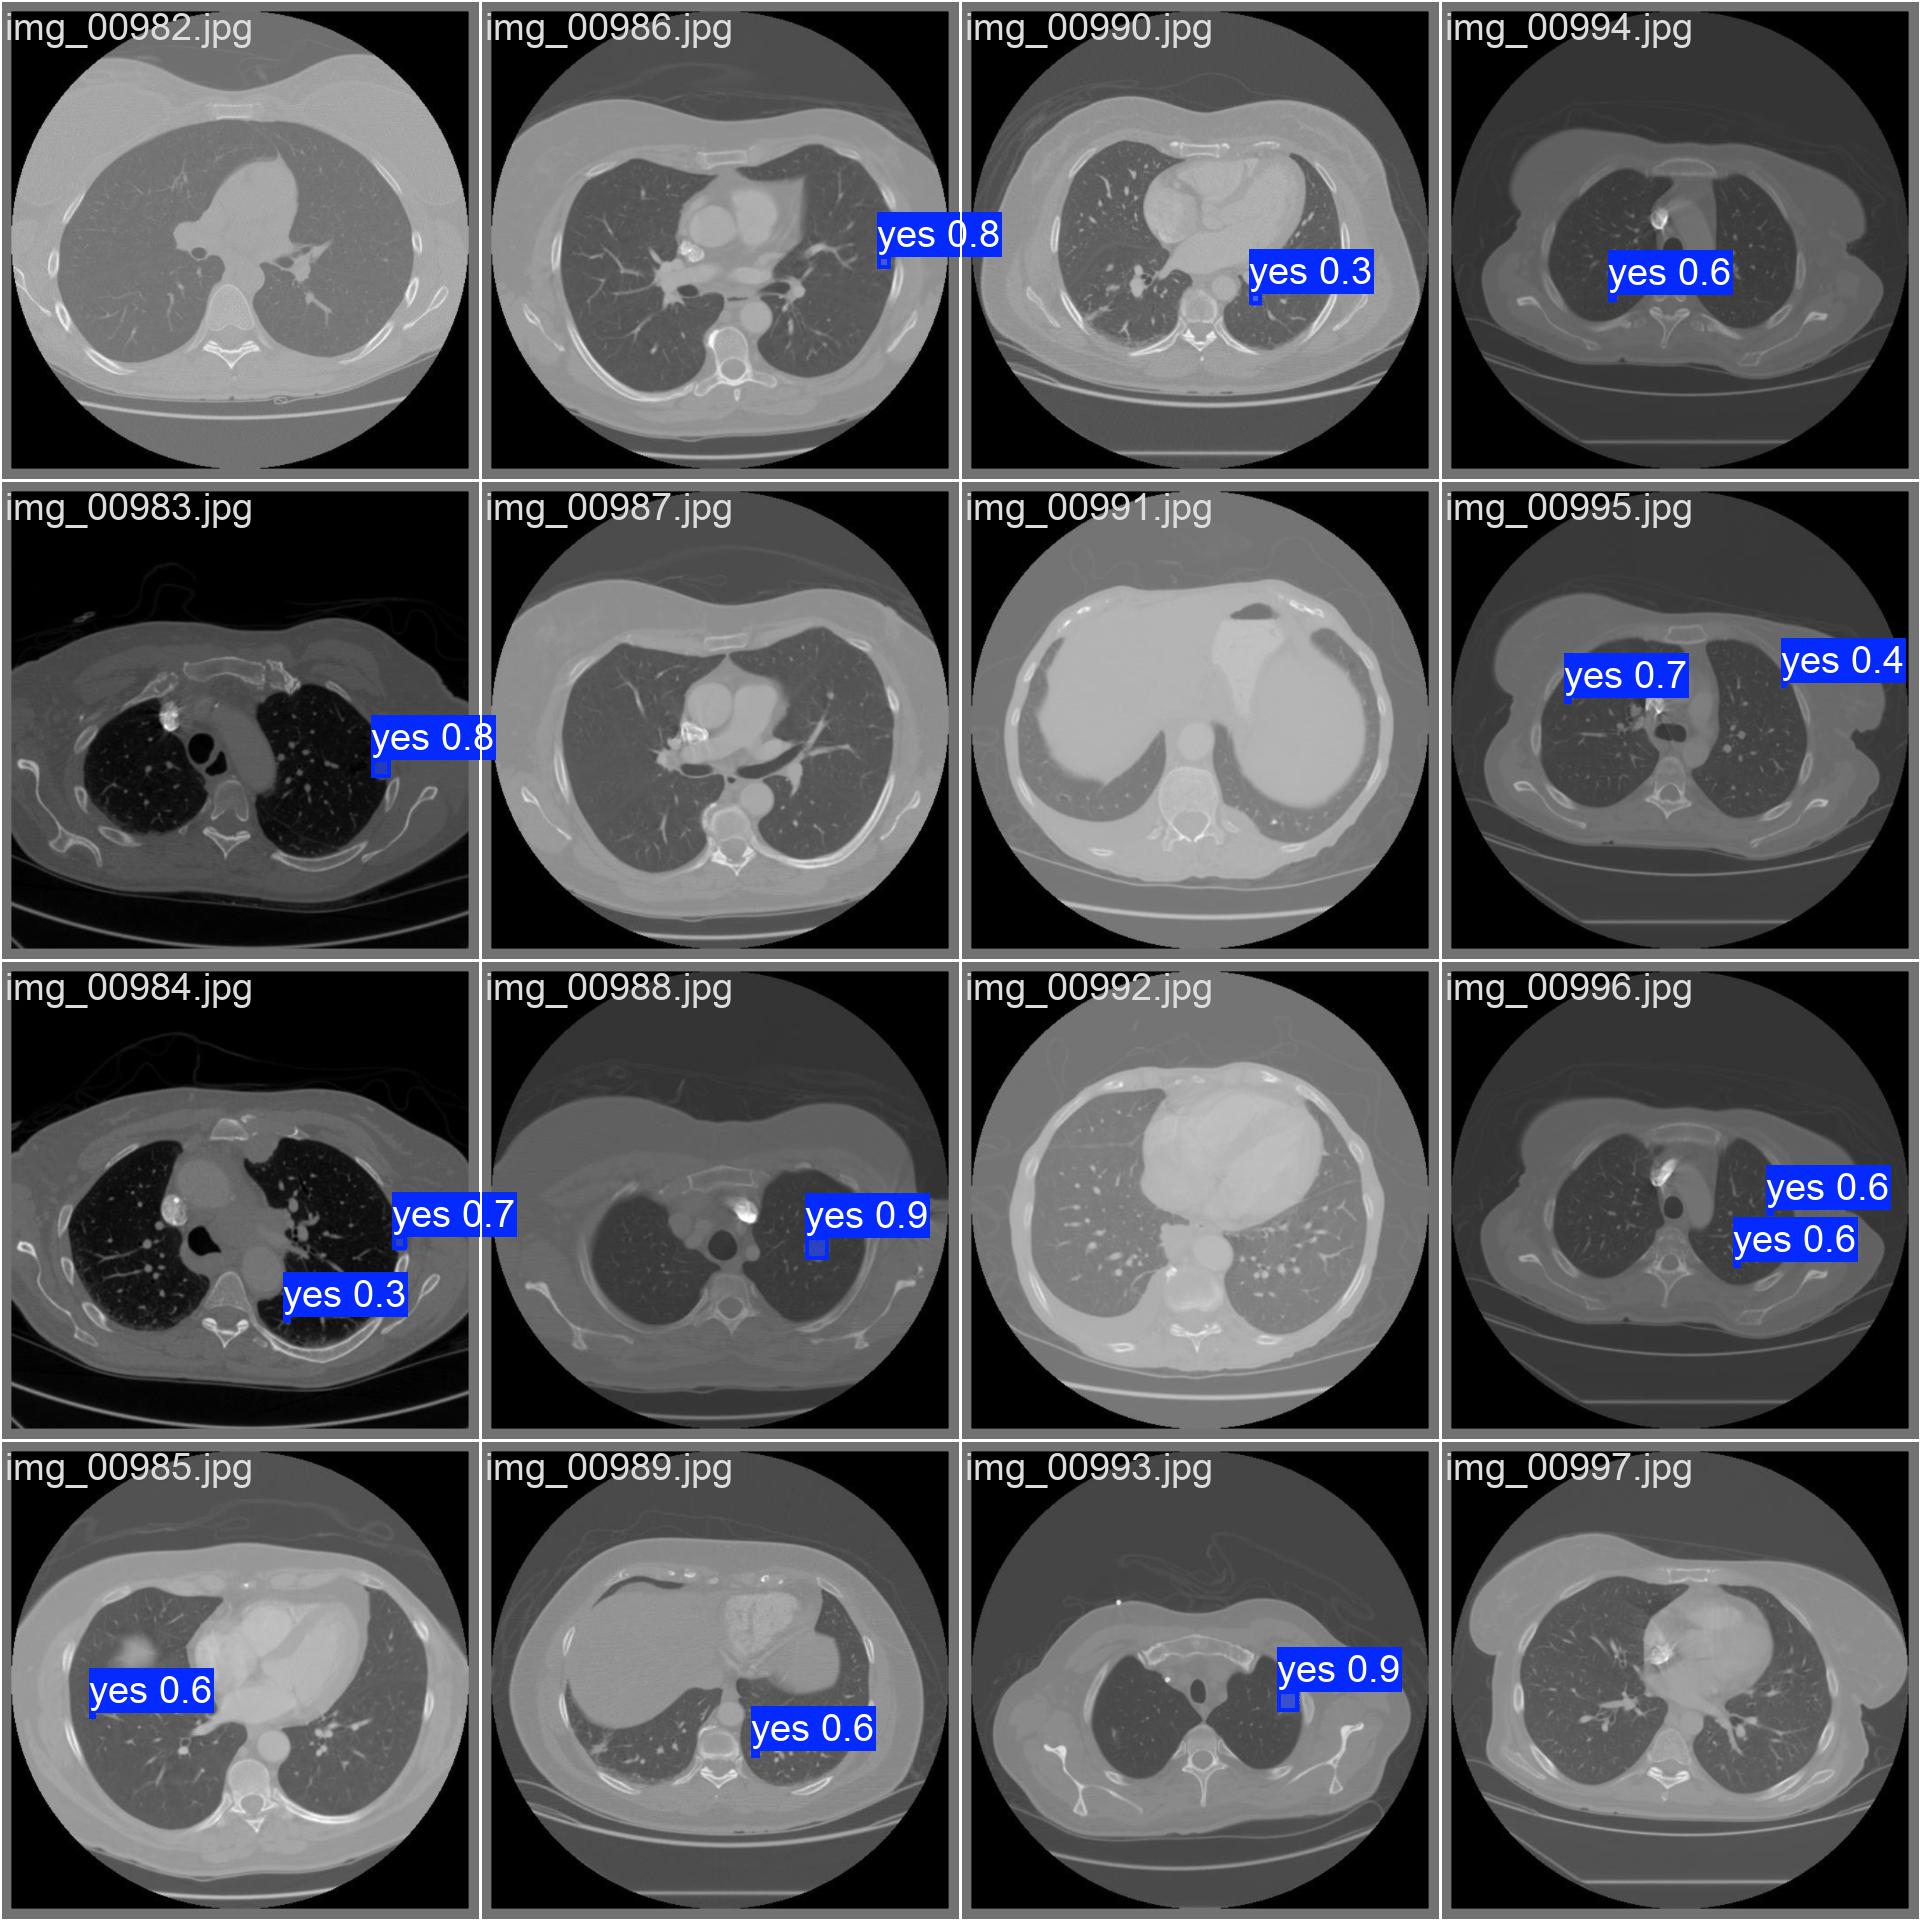 img_00982.jpg
img_00986.jpg
yes 0.8
img_00990.jpg
yes 0.3
img_00994.jpg
yes 0.6
img_00983.jpg
yes 0.8
img_00987.jpg
img_00991.jpg
img_00995.jpg
yes 0.7
yes 0.4
img_00984.jpg
yes 0.7
yes 0.3
img_00988.jpg
yes 0.9
img_00992.jpg
img_00996.jpg
yes 0.6
yes 0.6
img_00985.jpg
yes 0.6
img_00989.jpg
yes 0.6
img_00993.jpg
yes 0.9
img_00997.jpg